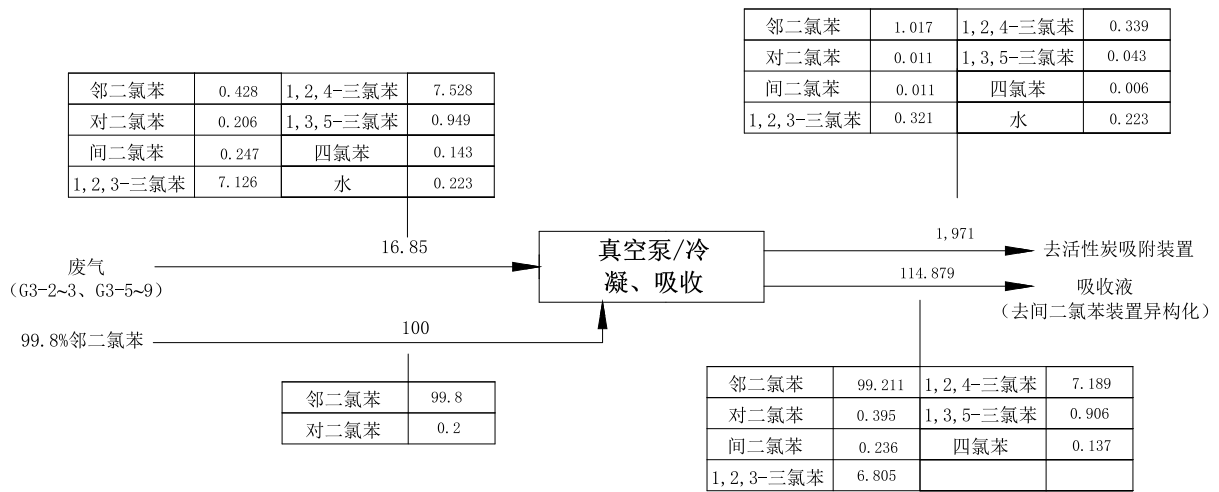 邻二氯苯 1.017 1,2,4-三氯苯 0.339
对二氯苯 0.011 1,3,5-三氯苯 0.043
间二氯苯 0.011 四氯苯 0.006
1,2,3-三氯苯 0.321 水 0.223
邻二氯苯 0.428 1,2,4-三氯苯 7.528
对二氯苯 0.206 1,3,5-三氯苯 0.949
间二氯苯 0.247 四氯苯 0.143
1,2,3-三氯苯 7.126 水 0.223
废气
(G3-2~3、G3-5~9)
16.85
真空泵/冷
凝、吸收
1,971
去活性炭吸附装置
114.879
吸收液
(去间二氯苯装置异构化)
99.8%邻二氯苯
100
邻二氯苯 99.8
对二氯苯 0.2
邻二氯苯 99.211 1,2,4-三氯苯 7.189
对二氯苯 0.395 1,3,5-三氯苯 0.906
间二氯苯 0.236 四氯苯 0.137
1,2,3-三氯苯 6.805